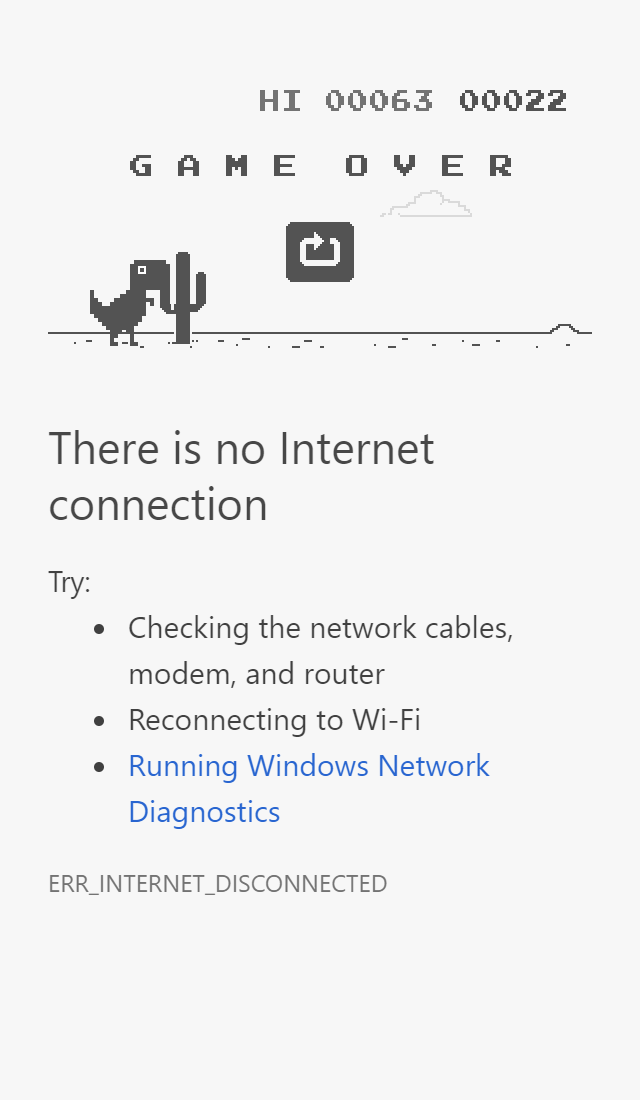 HI 00063 00022
GAME OVER
There is no Internet
connection
Try:
Checking the network cables,
modem, and router
Reconnecting to Wi-Fi
Running Windows Network
Diagnostics
ERR_INTERNET_DISCONNECTED